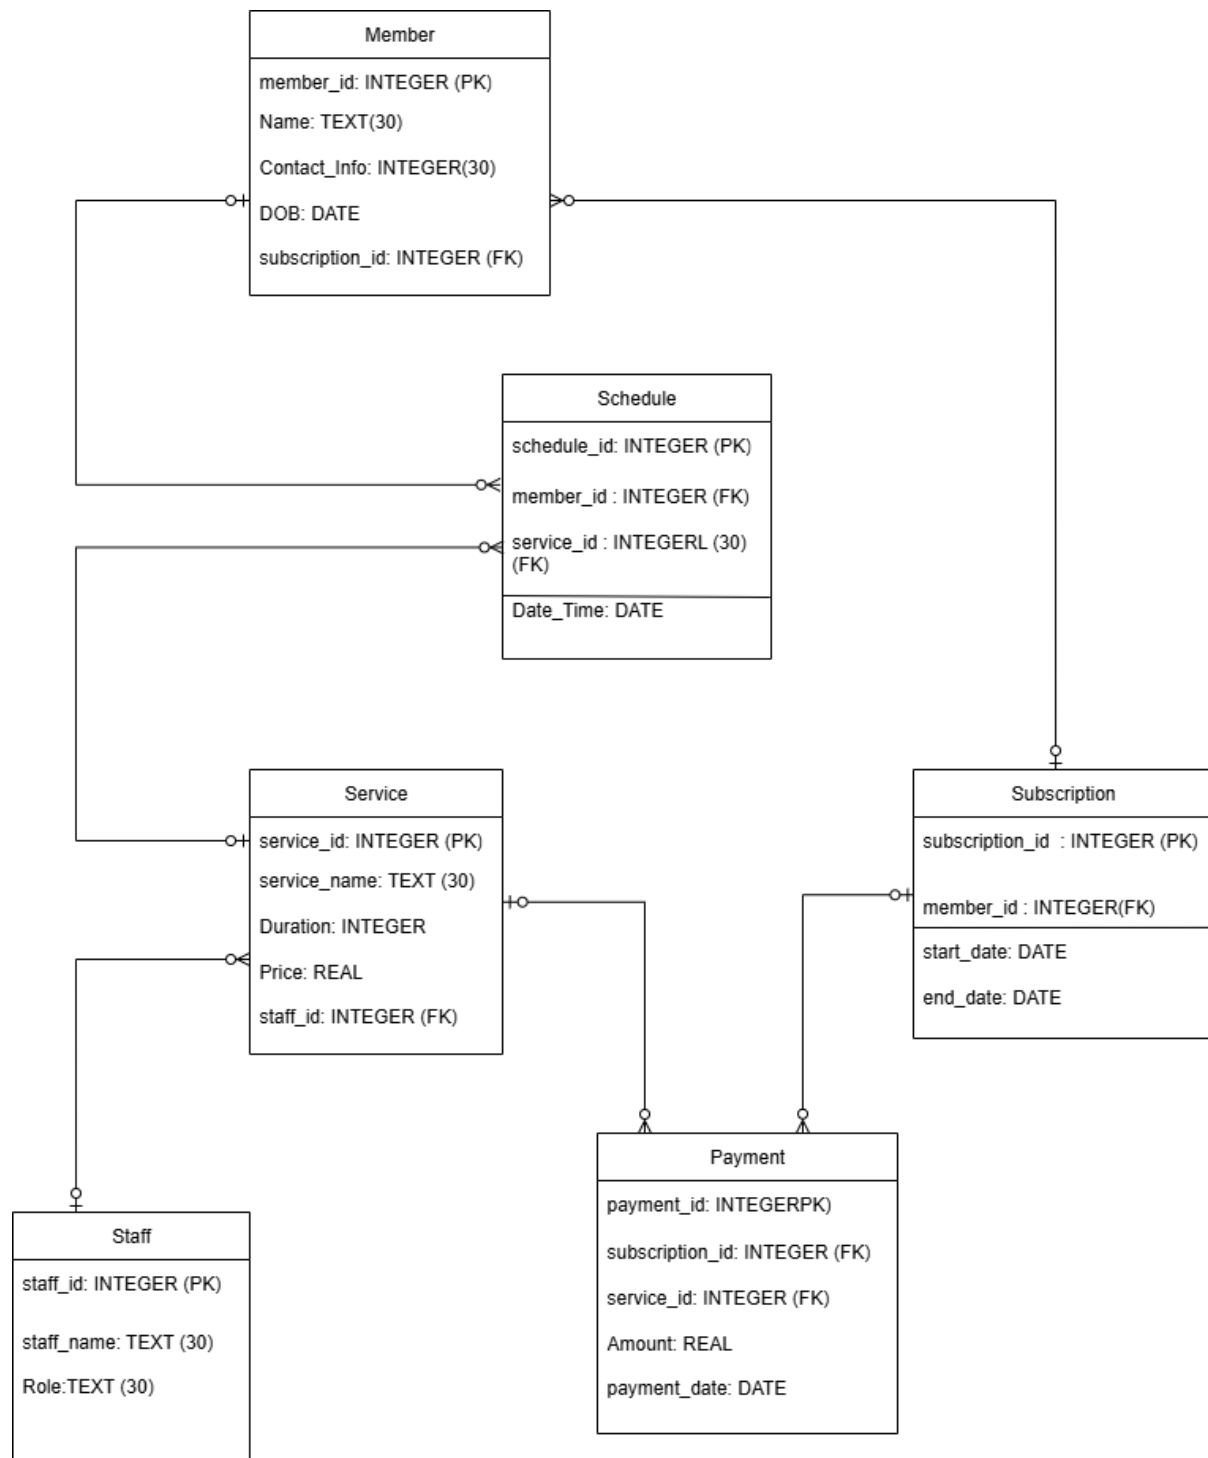 Member
member_id: INTEGER (PK)
Name: TEXT(30)
Contact_Info: INTEGER(30)
DOB: DATE
subscription_id: INTEGER (FK)
Schedule
schedule_id: INTEGER (PK)
member_id : INTEGER (FK)
service_id : INTEGERL (30)
(FK)
Date_Time: DATE
Service
service_id: INTEGER (PK)
service_name: TEXT (30)
Duration: INTEGER
Price: REAL
staff_id: INTEGER (FK)
Subscription
subscription_id : INTEGER (PK)
member_id : INTEGER(FK)
start_date: DATE
end_date: DATE
Payment
payment_id: INTEGERPK)
subscription_id: INTEGER (FK)
service_id: INTEGER (FK)
Amount: REAL
payment_date: DATE
Staff
staff_id: INTEGER (PK)
staff_name: TEXT (30)
Role:TEXT (30)